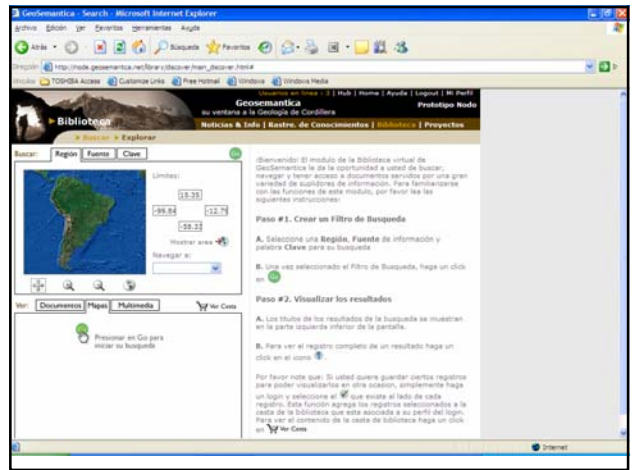 GeoSemantica - Search - Microsoft Internet Explorer
Archivo Edición Ver Favoritos Herramientas Ayuda
Atrás Búsqueda Favoritos
Dirección http://node.geosemantica.net/library/discover/main_discover.html#
Vínculos TOSHIBA Access Customize Links Free Hotmail Windows Windows Media
Usuarios en linea : 3 | Hub | Home | Ayuda | Logout | Mi Perfil
Geosemantica Prototipo Nodo
su ventana a la Geología de Cordillera
Biblioteca
Noticias & Info | Rastre. de Conocimientos | Biblioteca | Proyectos
Buscar Explorar
Buscar: Región Fuente Clave Go
Limites:
15.35
-99.84 -12.79
-58.33
Mostrar area
Navegar a:
Ver: Documentos Mapas Multimedia Ver Cesta
Presionar en Go para
iniciar su busqueda
¡Bienvenido! El modulo de la Biblioteca virtual de
GeoSemantica le da la oportunidad a usted de buscar,
navegar y tener acceso a documentos servidos por una gran
variedad de suplidores de información. Para familiarizarse
con las funciones de este modulo, por favor lea las
siguientes instrucciones:
Paso #1. Crear un Filtro de Busqueda
A. Seleccione una Región, Fuente de información y
palabra Clave para su busqueda
B. Una vez seleccionado el Filtro de Busqueda, haga un click
en Go
Paso #2. Visualizar los resultados
A. Los titulos de los resultados de la busqueda se muestran
en la parte izquierda inferior de la pantalla.
B. Para ver el registro completo de un resultado haga un
click en el icono
Por favor note que: Si usted quiere guardar ciertos registros
para poder visualizarlos en otra ocasion, simplemente haga
un login y seleccione el que existe al lado de cada
registro. Esta función agrega los registros seleccionados a la
cesta de la biblioteca que esta asociada a su perfil del login.
Para ver el contenido de la cesta de biblioteca haga un click
en Ver Cesta
Internet